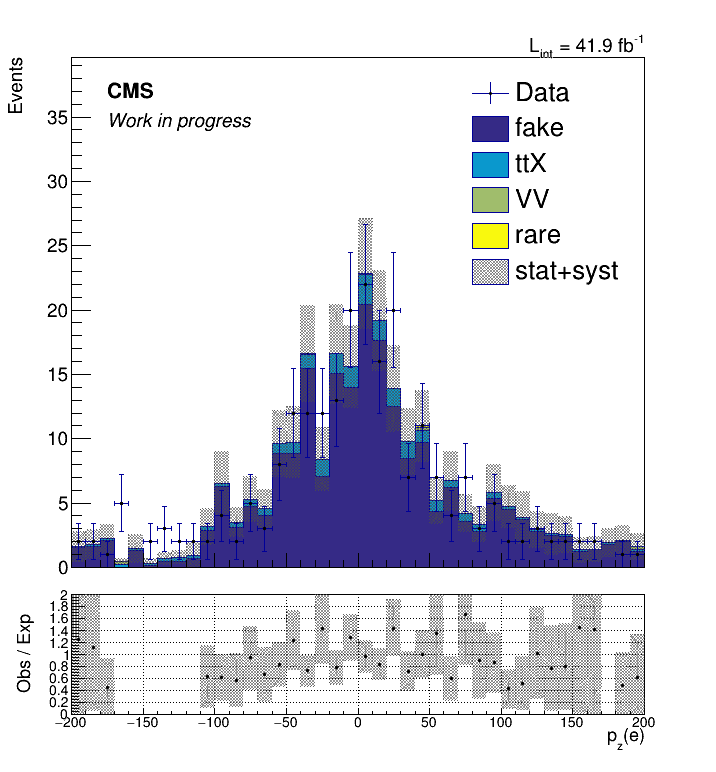 L_int = 41.9 fb^-1
CMS
Work in progress
Events
Data
fake
ttX
VV
rare
stat+syst
35
30
25
20
15
10
5
0
Obs / Exp
2
1.8
1.6
1.4
1.2
1
0.8
0.6
0.4
0.2
0
−200 −150 −100 −50 0 50 100 150 200
p_z(e)